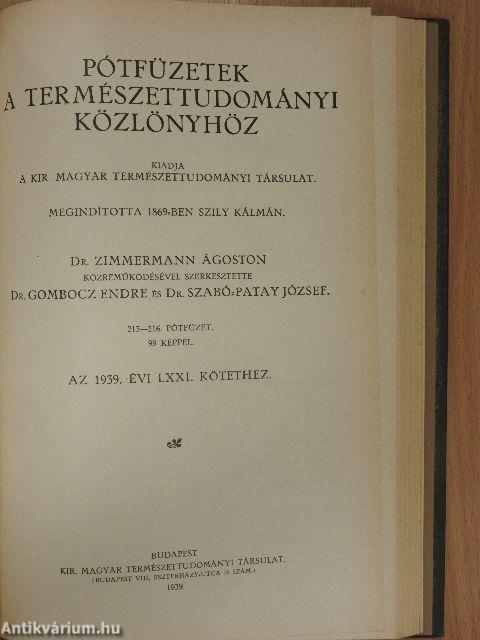 PÓTFÜZETEK
A TERMÉSZETTUDOMÁNYI
KÖZLÖNYHÖZ
KIADJA
A KIR. MAGYAR TERMÉSZETTUDOMÁNYI TÁRSULAT.
MEGINDÍTOTTA 1869-BEN SZILY KÁLMÁN.
DR. ZIMMERMANN ÁGOSTON
KÖZREMŰKÖDÉSÉVEL SZERKESZTETTE
DR. GOMBOCZ ENDRE ÉS DR. SZABÓ-PATAY JÓZSEF.
213—216. PÓTFÜZET.
99 KÉPPEL.
AZ 1939. ÉVI LXXI. KÖTETHEZ.
BUDAPEST
KIR. MAGYAR TERMÉSZETTUDOMÁNYI TÁRSULAT.
(BUDAPEST VIII, ESZTERHÁZY-UTCA 16 SZÁM.)
1939.
Antikvárium.hu